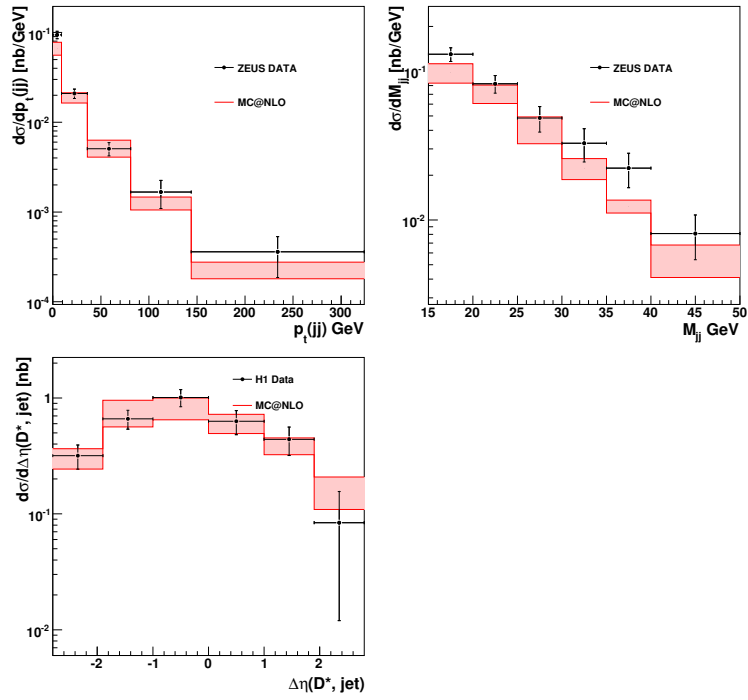 dσ/dp_t(jj) [nb/GeV]
10⁻¹
10⁻²
10⁻³
10⁻⁴
ZEUS DATA
MC@NLO
0 50 100 150 200 250 300
p_t(jj) GeV
dσ/dM_jj [nb/GeV]
10⁻¹
10⁻²
ZEUS DATA
MC@NLO
15 20 25 30 35 40 45 50
M_jj GeV
dσ/dΔη(D*, jet) [nb]
1
10⁻¹
10⁻²
H1 Data
MC@NLO
-2 -1 0 1 2
Δη(D*, jet)